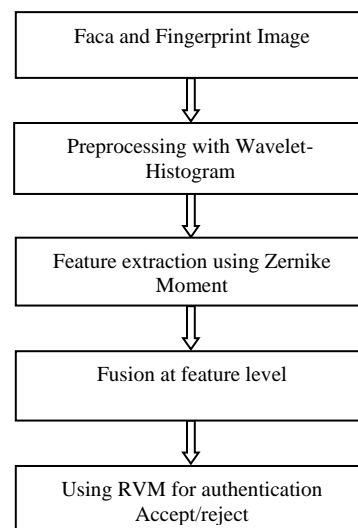 Faca and Fingerprint Image
Preprocessing with Wavelet-
Histogram
Feature extraction using Zernike
Moment
Fusion at feature level
Using RVM for authentication
Accept/reject